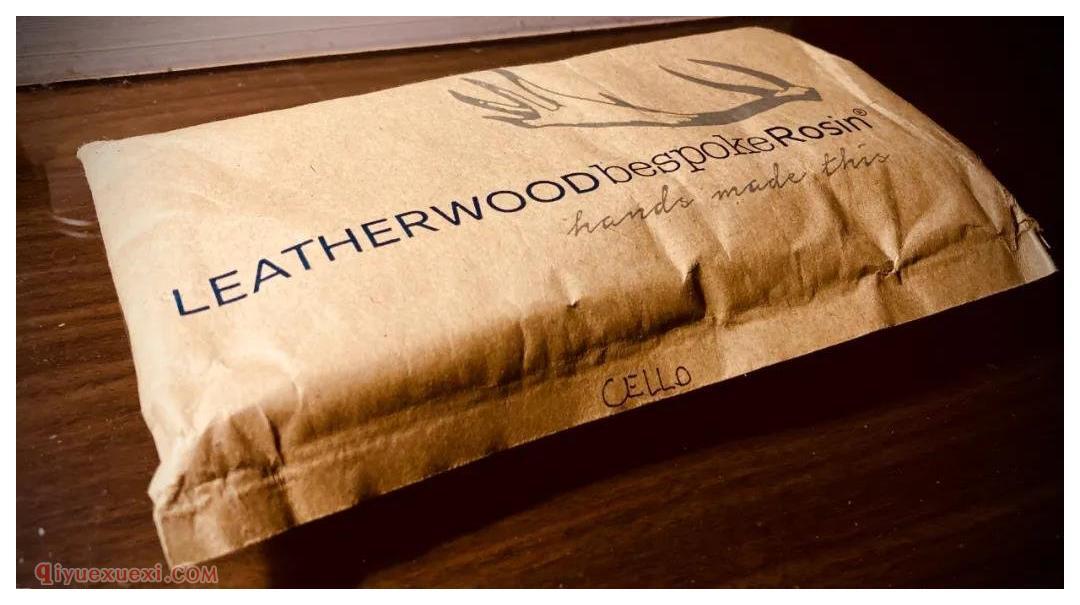 LEATHERWOODbespokeRosin®
hands made this
CELLO
Qiyuexuexi.COM